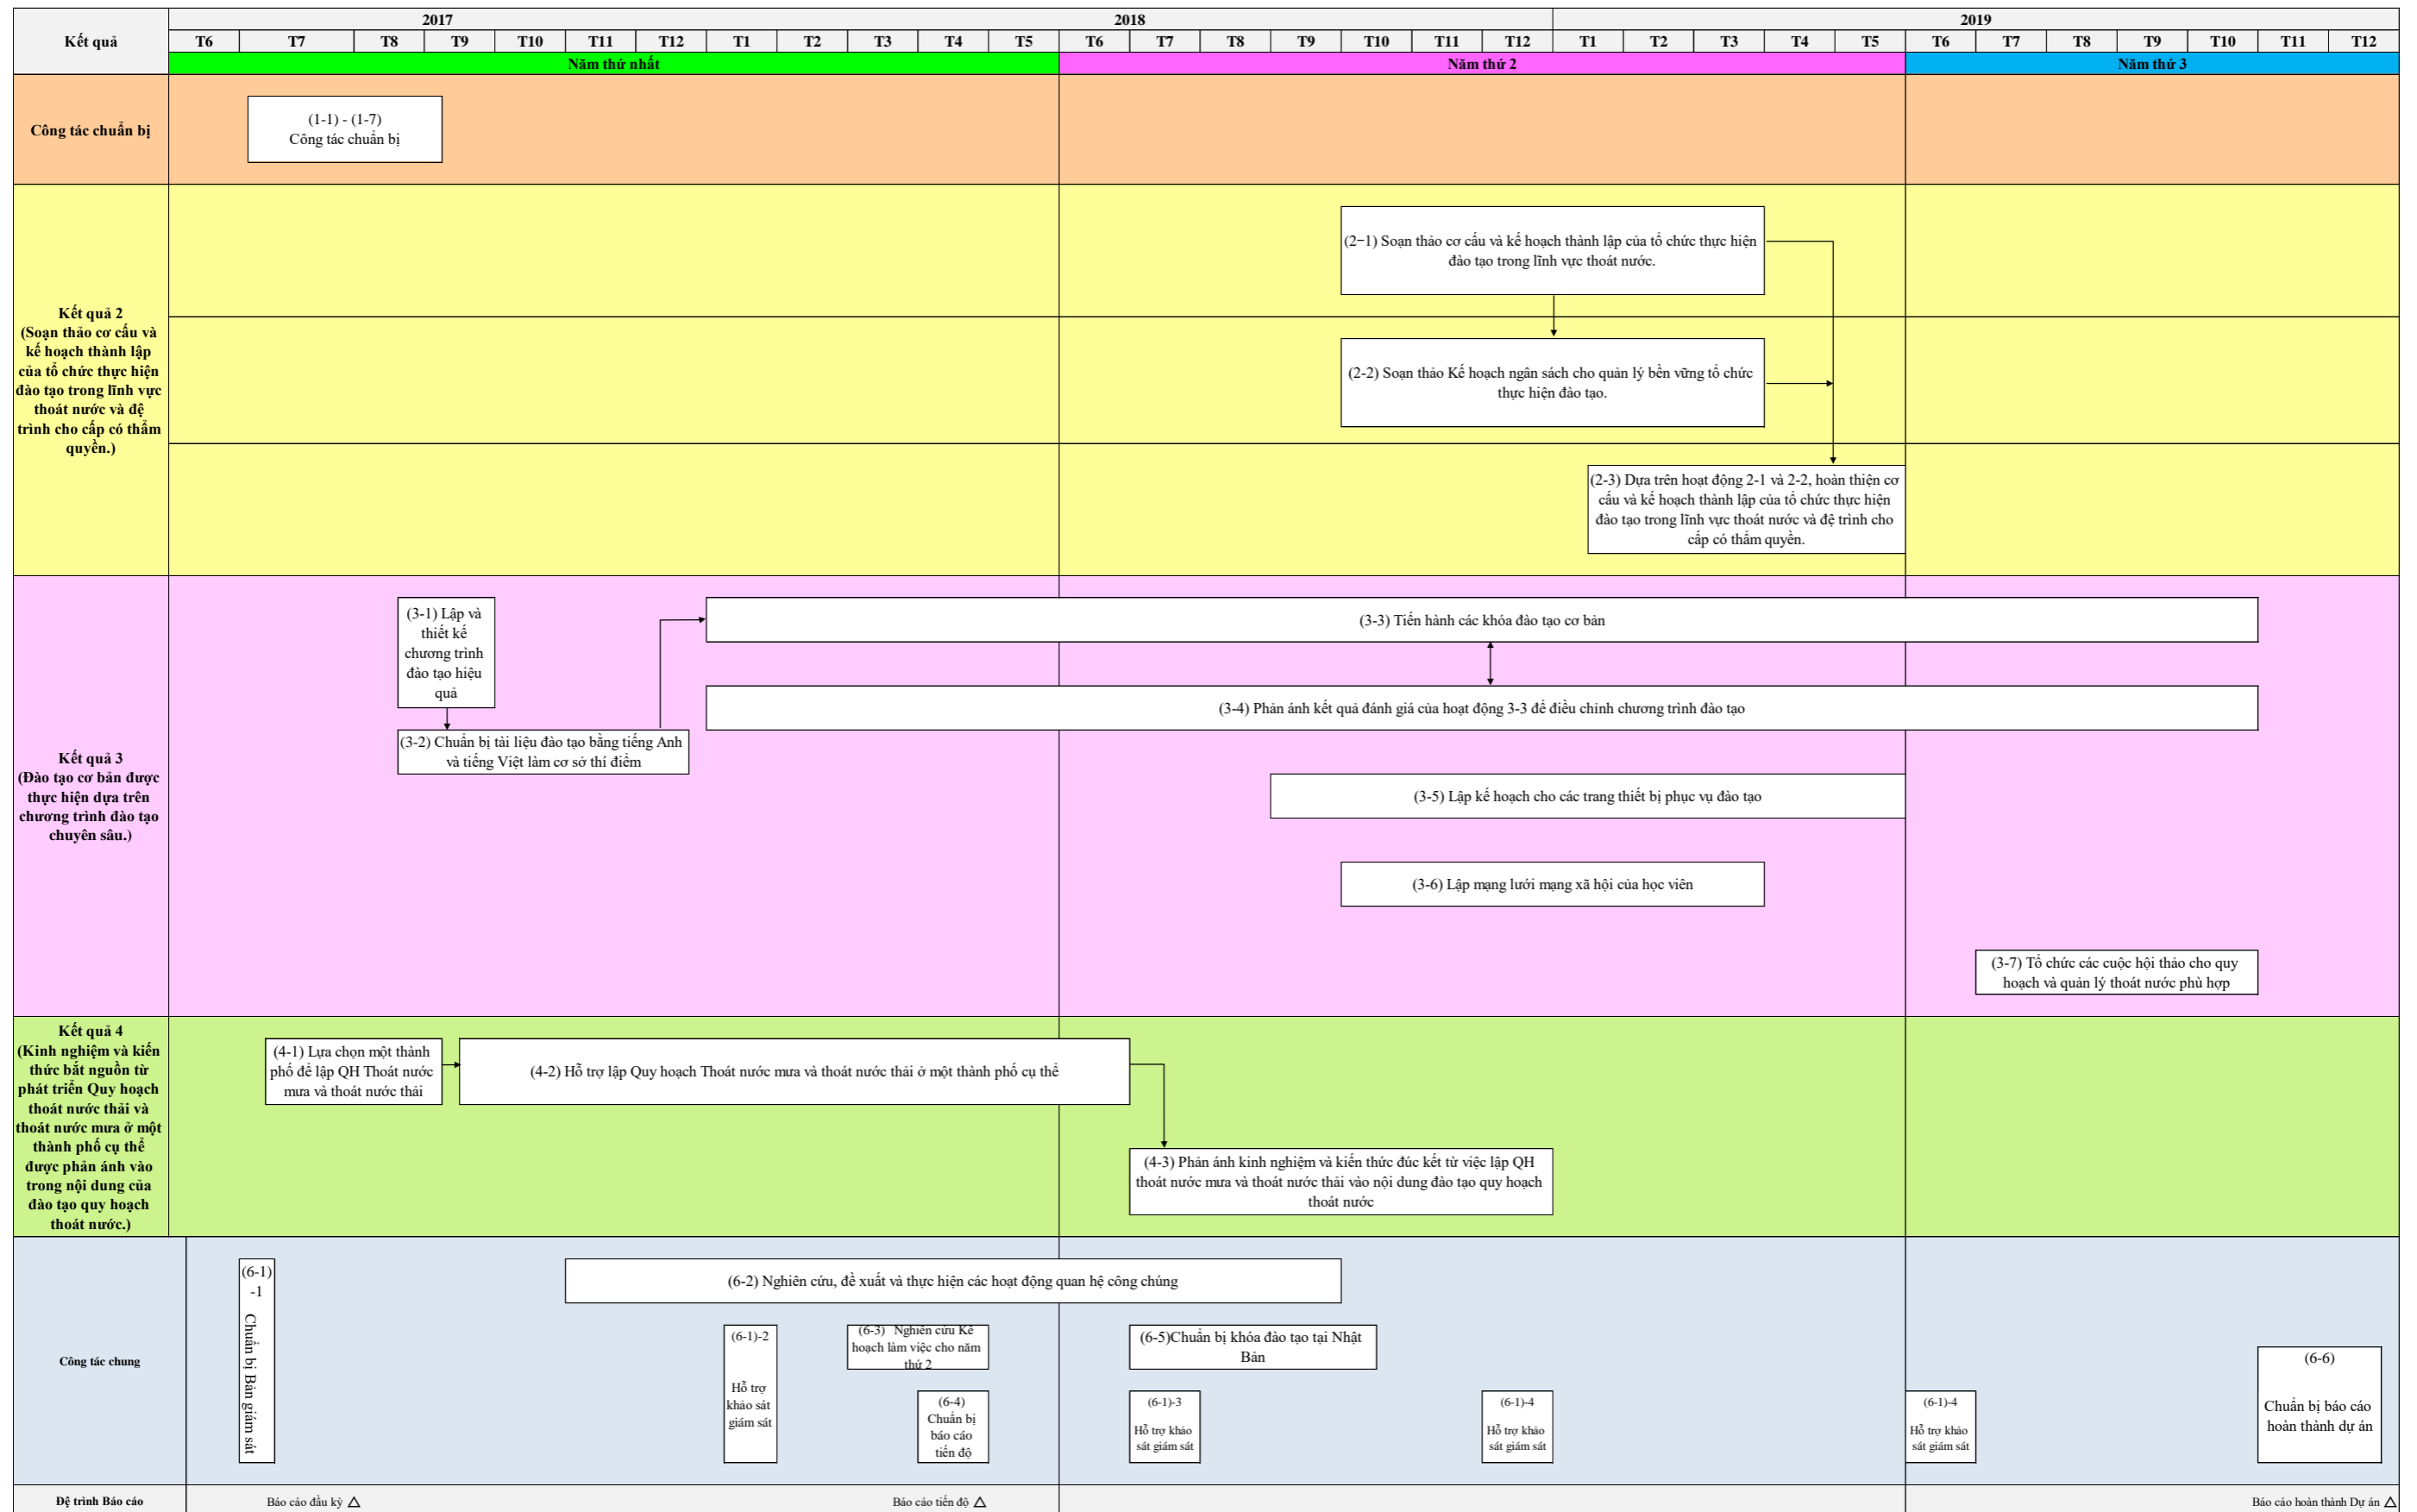 Kết quả
2017
2018
2019
T6 T7 T8 T9 T10 T11 T12 T1 T2 T3 T4 T5 T6 T7 T8 T9 T10 T11 T12 T1 T2 T3 T4 T5 T6 T7 T8 T9 T10 T11 T12
Năm thứ nhất
Năm thứ 2
Năm thứ 3
Công tác chuẩn bị
(1-1) - (1-7)
Công tác chuẩn bị
Kết quả 2
(Soạn thảo cơ cấu và
kế hoạch thành lập
của tổ chức thực hiện
đào tạo trong lĩnh vực
thoát nước và đệ
trình cho cấp có thẩm
quyền.)
(2-1) Soạn thảo cơ cấu và kế hoạch thành lập của tổ chức thực hiện
đào tạo trong lĩnh vực thoát nước.
(2-2) Soạn thảo Kế hoạch ngân sách cho quản lý bền vững tổ chức
thực hiện đào tạo.
(2-3) Dựa trên hoạt động 2-1 và 2-2, hoàn thiện cơ
cấu và kế hoạch thành lập của tổ chức thực hiện
đào tạo trong lĩnh vực thoát nước và đệ trình cho
cấp có thẩm quyền.
Kết quả 3
(Đào tạo cơ bản được
thực hiện dựa trên
chương trình đào tạo
chuyên sâu.)
(3-1) Lập và
thiết kế
chương trình
đào tạo hiệu
quả
(3-2) Chuẩn bị tài liệu đào tạo bằng tiếng Anh
và tiếng Việt làm cơ sở thí điểm
(3-3) Tiến hành các khóa đào tạo cơ bản
(3-4) Phản ánh kết quả đánh giá của hoạt động 3-3 để điều chỉnh chương trình đào tạo
(3-5) Lập kế hoạch cho các trang thiết bị phục vụ đào tạo
(3-6) Lập mạng lưới mạng xã hội của học viên
(3-7) Tổ chức các cuộc hội thảo cho quy
hoạch và quản lý thoát nước phù hợp
Kết quả 4
(Kinh nghiệm và kiến
thức bắt nguồn từ
phát triển Quy hoạch
thoát nước thải và
thoát nước mưa ở một
thành phố cụ thể
được phản ánh vào
trong nội dung của
đào tạo quy hoạch
thoát nước.)
(4-1) Lựa chọn một thành
phố để lập QH Thoát nước
mưa và thoát nước thải
(4-2) Hỗ trợ lập Quy hoạch Thoát nước mưa và thoát nước thải ở một thành phố cụ thể
(4-3) Phản ánh kinh nghiệm và kiến thức đúc kết từ việc lập QH
thoát nước mưa và thoát nước thải vào nội dung đào tạo quy hoạch
thoát nước
Công tác chung
(6-1)
-1
Chuẩn bị Bản giám sát
(6-2) Nghiên cứu, đề xuất và thực hiện các hoạt động quan hệ công chúng
(6-1)-2
Hỗ trợ
khảo sát
giám sát
(6-3) Nghiên cứu Kế
hoạch làm việc cho năm
thứ 2
(6-4)
Chuẩn bị
báo cáo
tiến độ
(6-5)Chuẩn bị khóa đào tạo tại Nhật
Bản
(6-1)-3
Hỗ trợ khảo
sát giám sát
(6-1)-4
Hỗ trợ khảo
sát giám sát
(6-1)-4
Hỗ trợ khảo
sát giám sát
(6-6)
Chuẩn bị báo cáo
hoàn thành dự án
Đệ trình Báo cáo
Báo cáo đầu kỳ △
Báo cáo tiến độ △
Báo cáo hoàn thành Dự án △